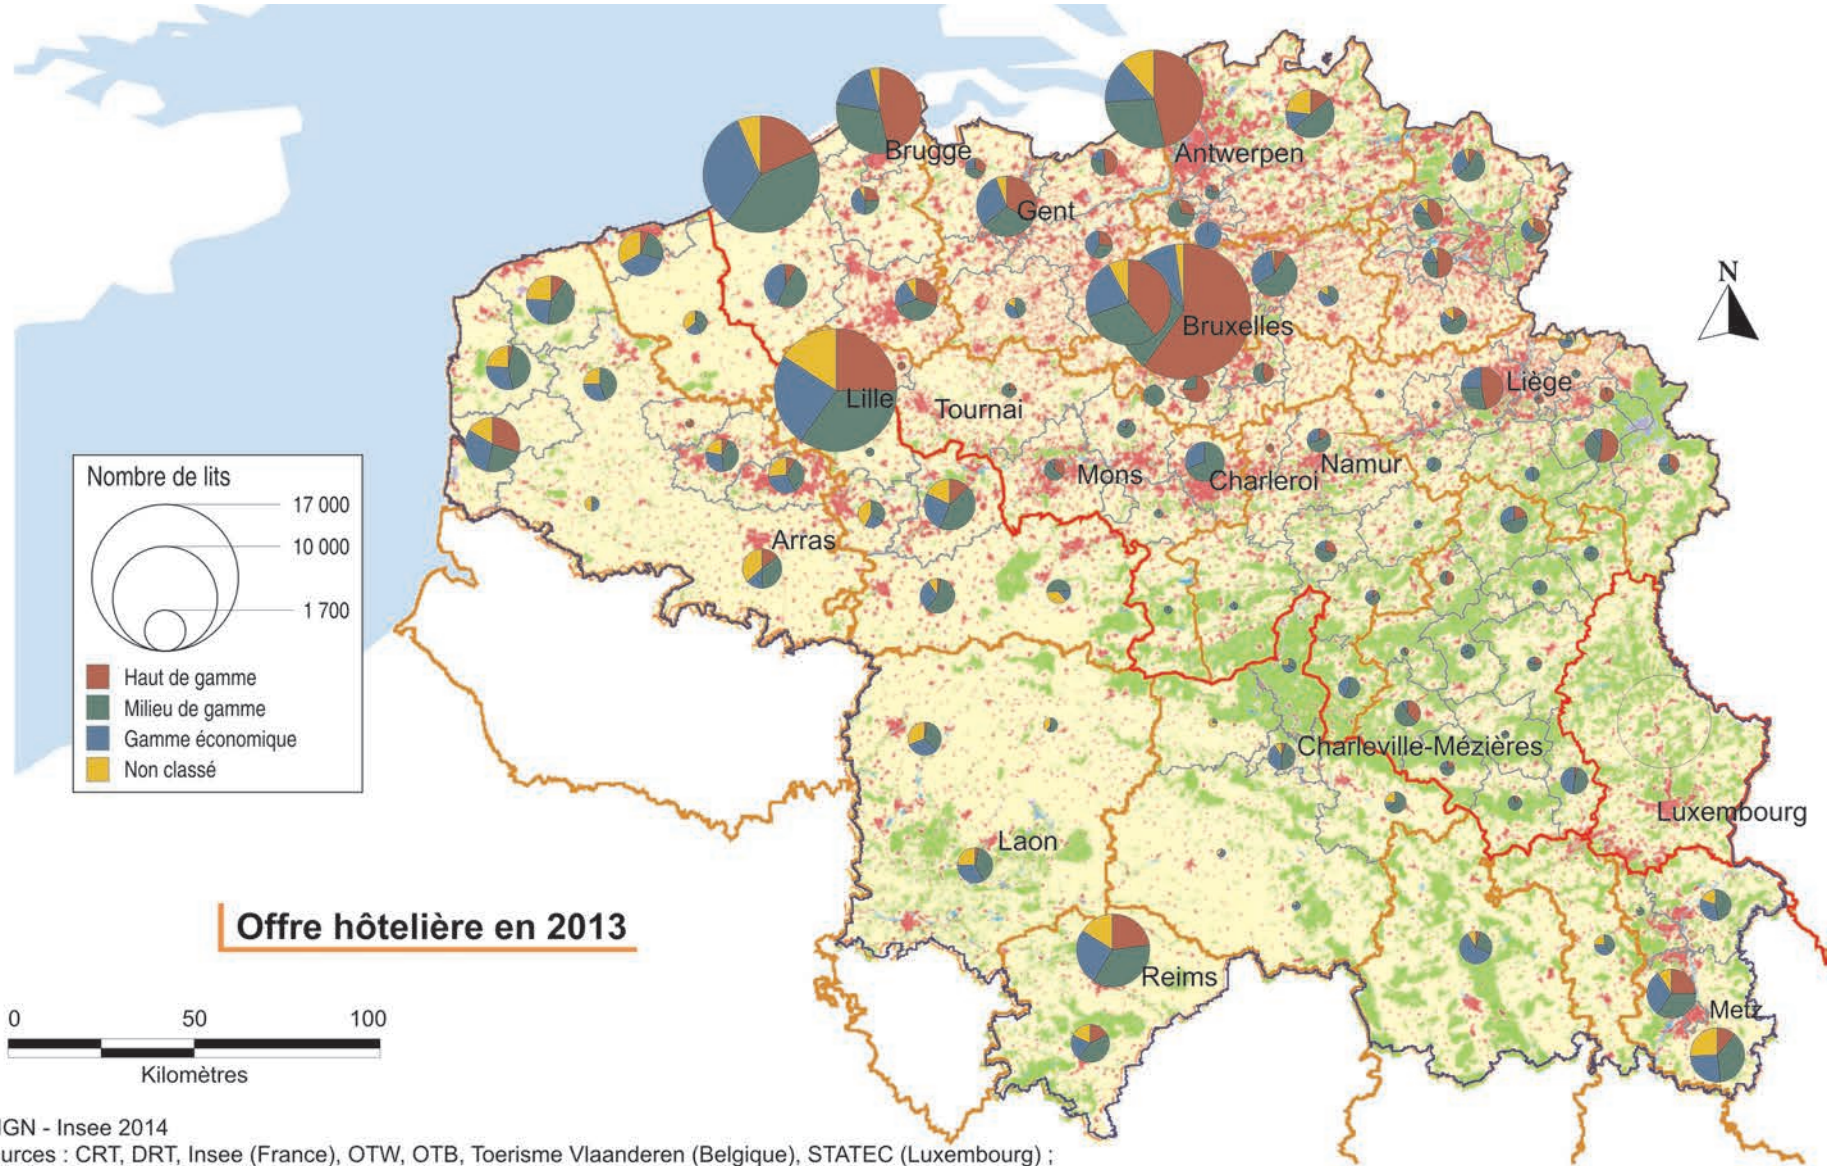 Brugge
Antwerpen
Gent
Bruxelles
N
Lille
Tournai
Liège
Nombre de lits
17 000
10 000
1 700
Haut de gamme
Milieu de gamme
Gamme économique
Non classé
Mons
Charleroi
Namur
Arras
Charleville-Mézières
Luxembourg
Laon
Offre hôtelière en 2013
Reims
Metz
0 50 100
Kilomètres
IGN - Insee 2014
urces : CRT, DRT, Insee (France), OTW, OTB, Toerisme Vlaanderen (Belgique), STATEC (Luxembourg) ;